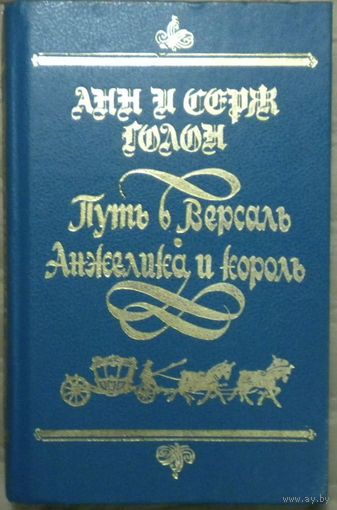 АНН И СЕРЖ
ГОЛОН
Путь в Версаль
Анжелика и король
www.ay.by